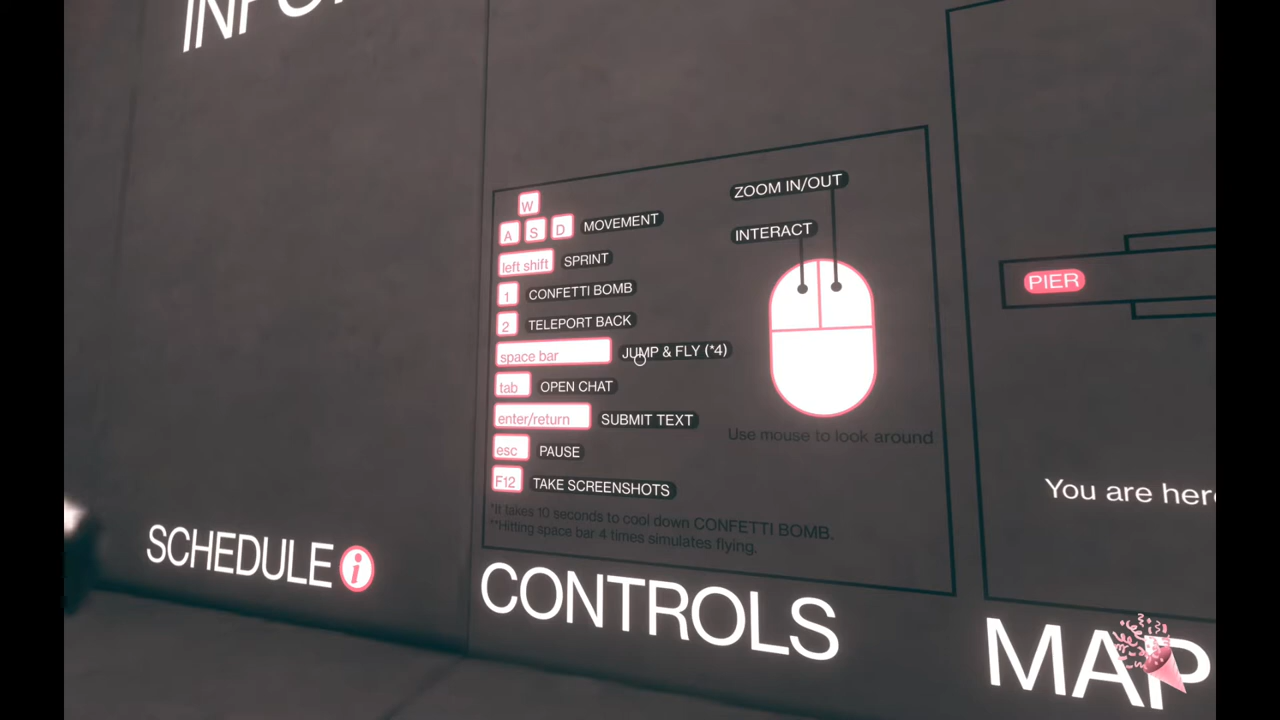 W
A S D MOVEMENT
left shift SPRINT
1 CONFETTI BOMB
2 TELEPORT BACK
space bar JUMP & FLY (*4)
tab OPEN CHAT
enter/return SUBMIT TEXT
esc PAUSE
F12 TAKE SCREENSHOTS
*It takes 10 seconds to cool down CONFETTI BOMB.
**Hitting space bar 4 times simulates flying.
ZOOM IN/OUT
INTERACT
Use mouse to look around
PIER
You are here
SCHEDULE i
CONTROLS
MAP